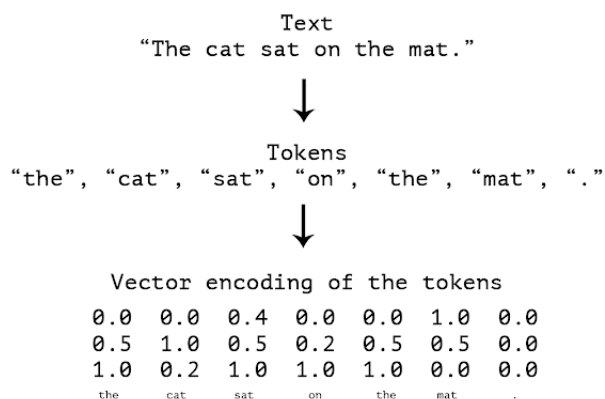 Text
“The cat sat on the mat.”
Tokens
“the”, “cat”, “sat”, “on”, “the”, “mat”, “.”
Vector encoding of the tokens
0.0 0.0 0.4 0.0 0.0 1.0 0.0
0.5 1.0 0.5 0.2 0.5 0.5 0.0
1.0 0.2 1.0 1.0 1.0 0.0 0.0
the cat sat on the mat .